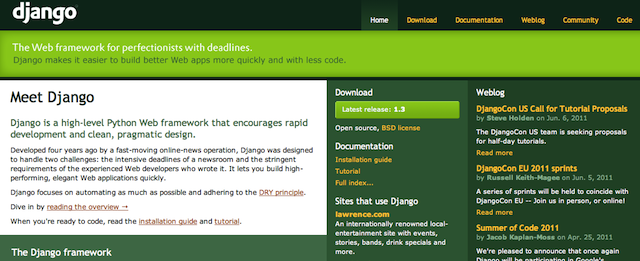 django
Home Download Documentation Weblog Community Code
The Web framework for perfectionists with deadlines.
Django makes it easier to build better Web apps more quickly and with less code.
Meet Django
Django is a high-level Python Web framework that encourages rapid
development and clean, pragmatic design.
Developed four years ago by a fast-moving online-news operation, Django was designed
to handle two challenges: the intensive deadlines of a newsroom and the stringent
requirements of the experienced Web developers who wrote it. It lets you build high-
performing, elegant Web applications quickly.
Django focuses on automating as much as possible and adhering to the DRY principle.
Dive in by reading the overview →
When you're ready to code, read the installation guide and tutorial.
The Django framework
Download
Latest release: 1.3
Open source, BSD license
Documentation
Installation guide
Tutorial
Full index...
Sites that use Django
lawrence.com
An internationally renowned local-
entertainment site with events,
stories, bands, drink specials and
more.
Weblog
DjangoCon US Call for Tutorial Proposals
by Steve Holden on Jun. 6, 2011
The DjangoCon US team is seeking proposals
for half-day tutorials.
Read more
DjangoCon EU 2011 sprints
by Russell Keith-Magee on Jun. 5, 2011
A series of sprints will be held to coincide with
DjangoCon EU -- Join us in person, or online!
Read more
Summer of Code 2011
by Jacob Kaplan-Moss on Apr. 25, 2011
We're pleased to announce that once again
Django will be participating in Google's